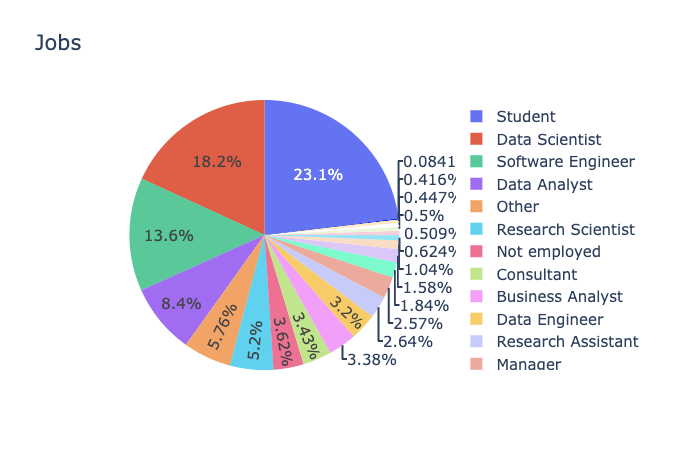 Jobs
23.1%
18.2%
13.6%
8.4%
5.76%
5.2%
3.62%
3.43%
3.38%
3.2%
2.64%
2.57%
1.84%
1.58%
1.04%
0.624%
0.509%
0.5%
0.447%
0.416%
0.0841
Student
Data Scientist
Software Engineer
Data Analyst
Other
Research Scientist
Not employed
Consultant
Business Analyst
Data Engineer
Research Assistant
Manager